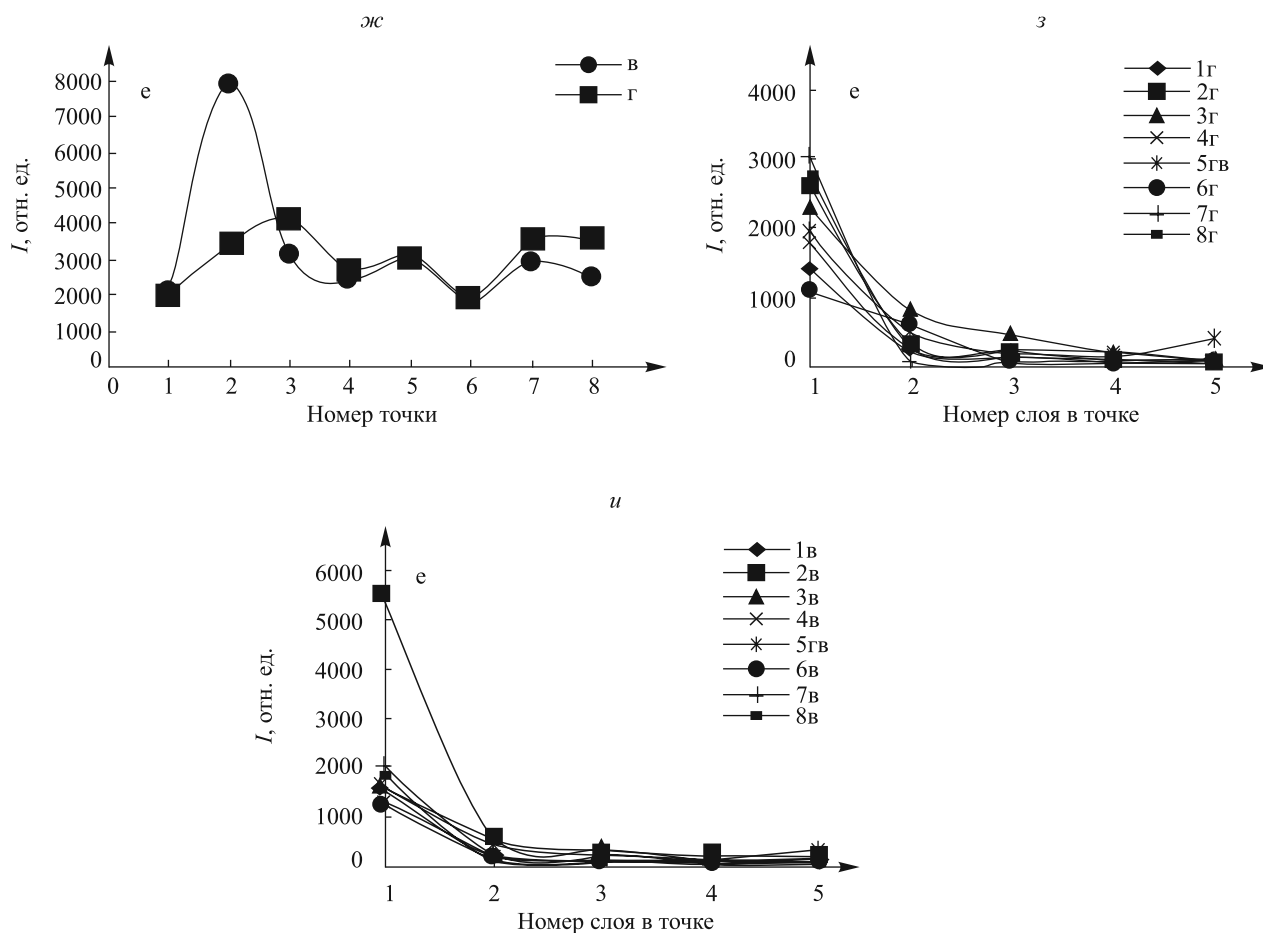 ж
е
I, отн. ед.
8000
7000
6000
5000
4000
3000
2000
1000
0
0 1 2 3 4 5 6 7 8
Номер точки
в
г
з
е
I, отн. ед.
4000
3000
2000
1000
0
1 2 3 4 5
Номер слоя в точке
1г
2г
3г
4г
5гв
6г
7г
8г
и
е
I, отн. ед.
6000
5000
4000
3000
2000
1000
0
1 2 3 4 5
Номер слоя в точке
1в
2в
3в
4в
5гв
6в
7в
8в